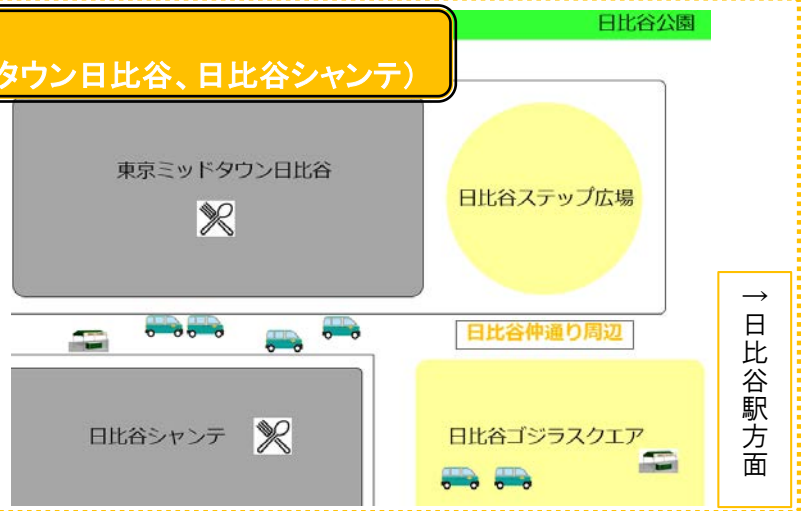 日比谷公園
タウン日比谷、日比谷シャンテ）
東京ミッドタウン日比谷
日比谷ステップ広場
日比谷仲通り周辺
→日比谷駅方面
日比谷シャンテ
日比谷ゴジラスクエア